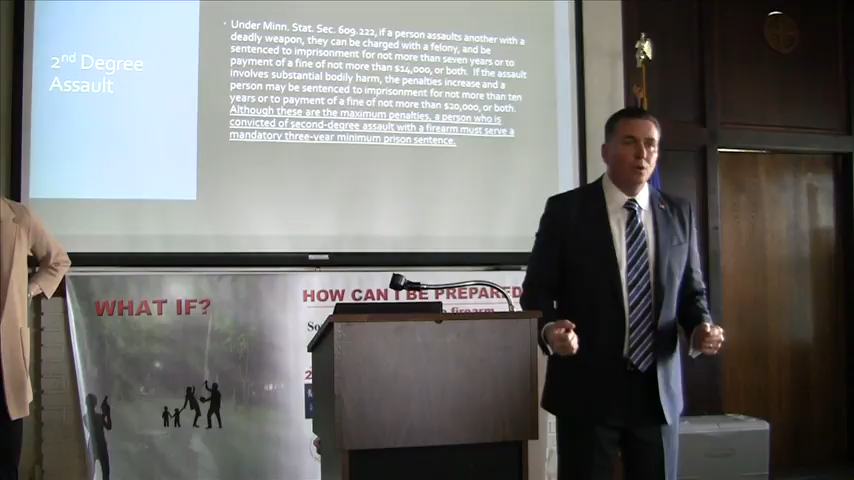 2nd Degree
Assault
• Under Minn. Stat. Sec. 609.222, if a person assaults another with a
deadly weapon, they can be charged with a felony, and be
sentenced to imprisonment for not more than seven years or to
payment of a fine of not more than $14,000, or both. If the assault
involves substantial bodily harm, the penalties increase and a
person may be sentenced to imprisonment for not more than ten
years or to payment of a fine of not more than $20,000, or both.
Although these are the maximum penalties, a person who is
convicted of second-degree assault with a firearm must serve a
mandatory three-year minimum prison sentence.
WHAT IF?
HOW CAN'T BE PREPARED
firearm